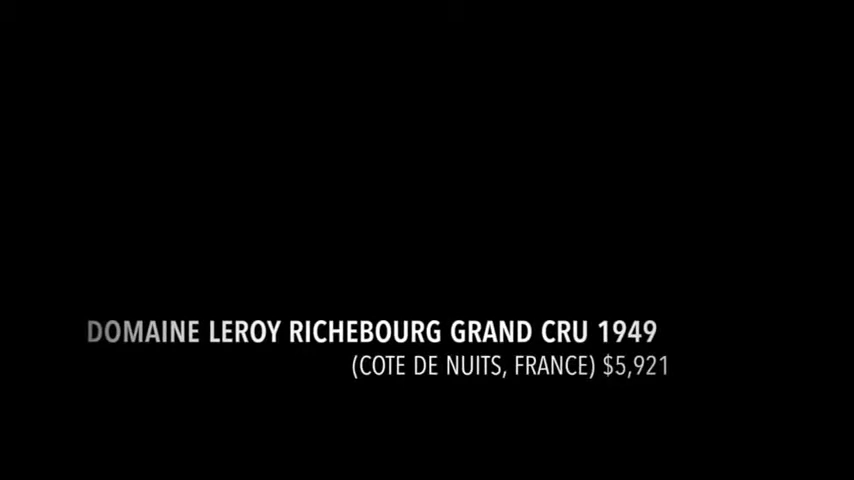 DOMAINE LEROY RICHEBOURG GRAND CRU 1949
(COTE DE NUITS, FRANCE) $5,921